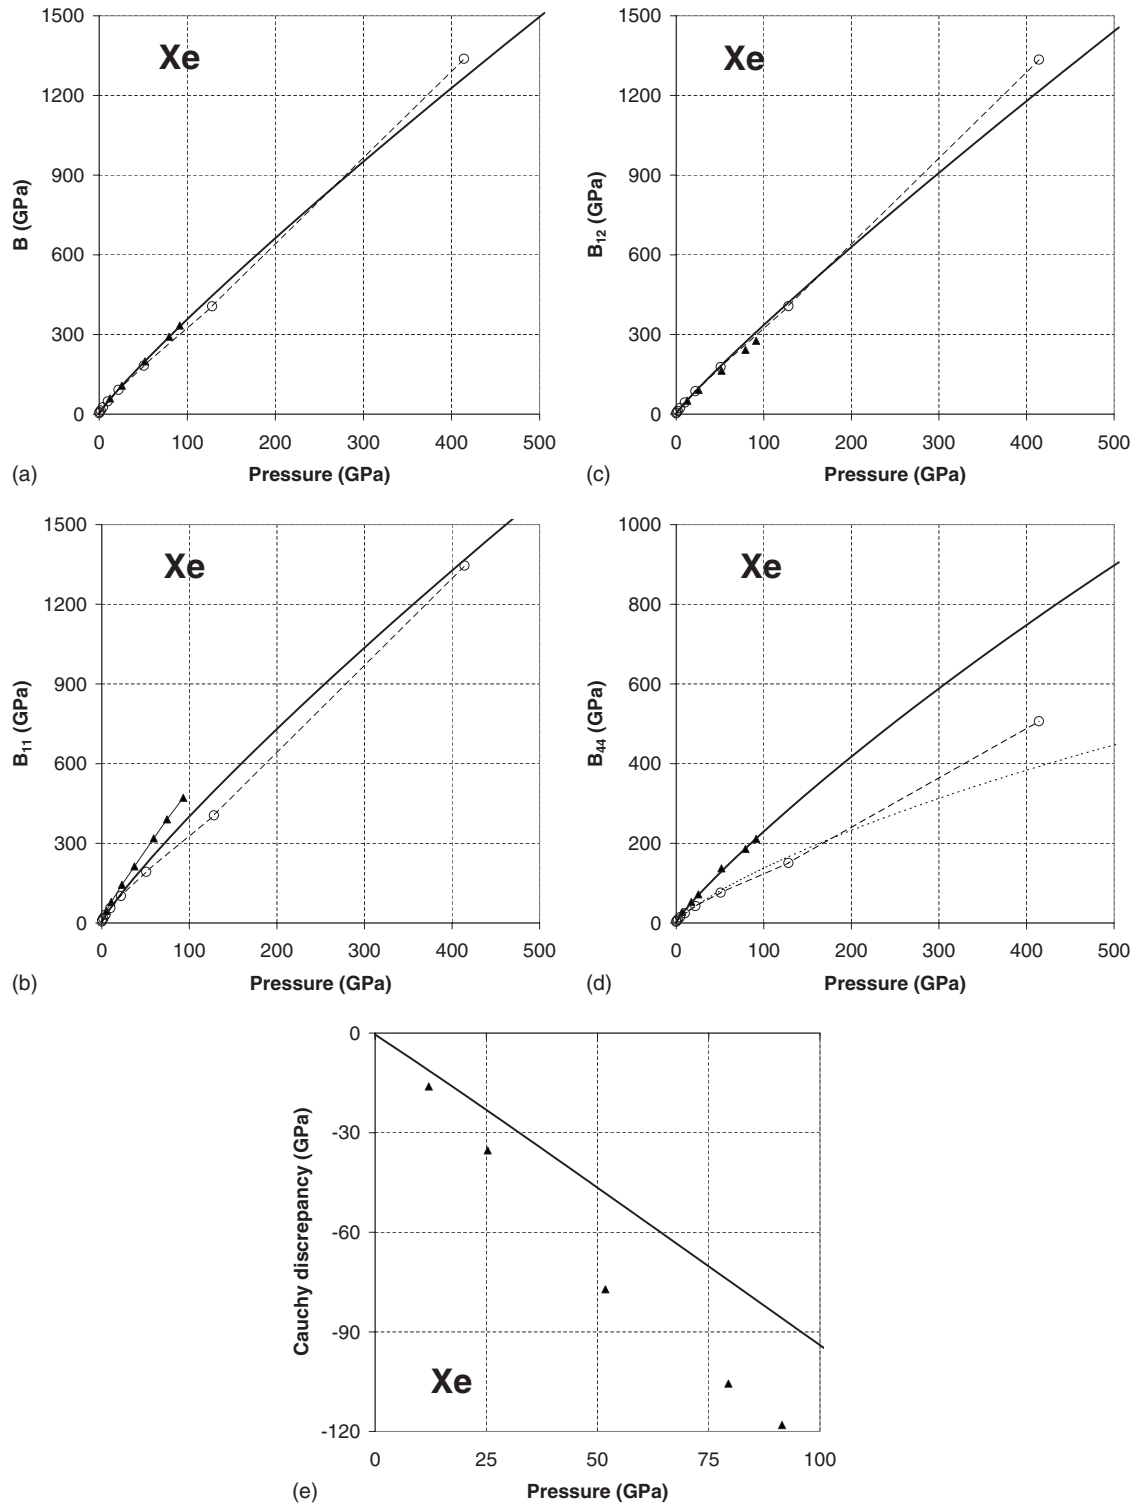 Xe
B (GPa)
1500
1200
900
600
300
0
0 100 200 300 400 500
Pressure (GPa)
(a)
Xe
B12 (GPa)
1500
1200
900
600
300
0
0 100 200 300 400 500
Pressure (GPa)
(c)
Xe
B11 (GPa)
1500
1200
900
600
300
0
0 100 200 300 400 500
Pressure (GPa)
(b)
Xe
B44 (GPa)
1000
800
600
400
200
0
0 100 200 300 400 500
Pressure (GPa)
(d)
Cauchy discrepancy (GPa)
0
-30
-60
-90
-120
Xe
0 25 50 75 100
Pressure (GPa)
(e)